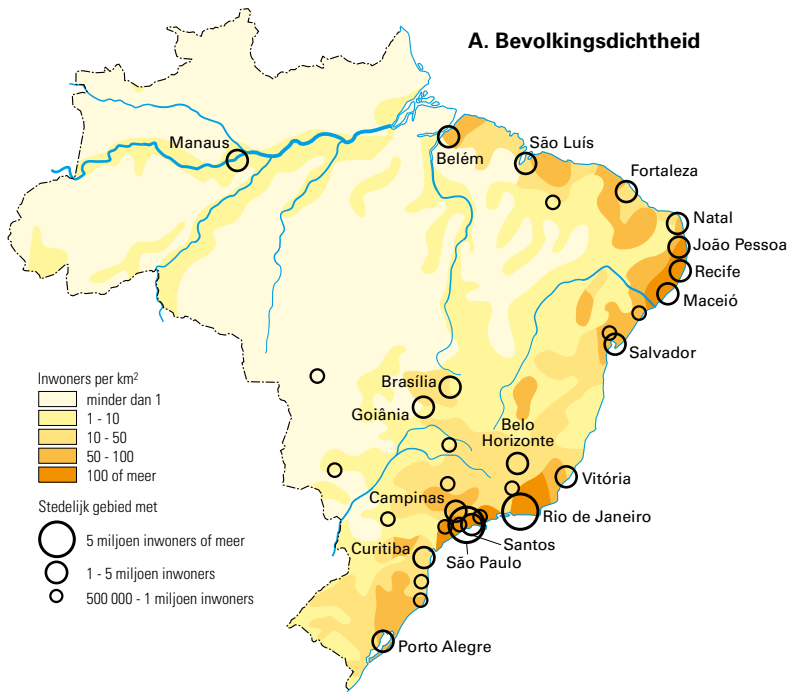 A. Bevolkingsdichtheid
Manaus
Belém
São Luís
Fortaleza
Natal
João Pessoa
Recife
Maceió
Salvador
Brasília
Goiânia
Belo
Horizonte
Vitória
Campinas
Rio de Janeiro
Santos
São Paulo
Curitiba
Porto Alegre
Inwoners per km²
minder dan 1
1 - 10
10 - 50
50 - 100
100 of meer
Stedelijk gebied met
5 miljoen inwoners of meer
1 - 5 miljoen inwoners
500 000 - 1 miljoen inwoners